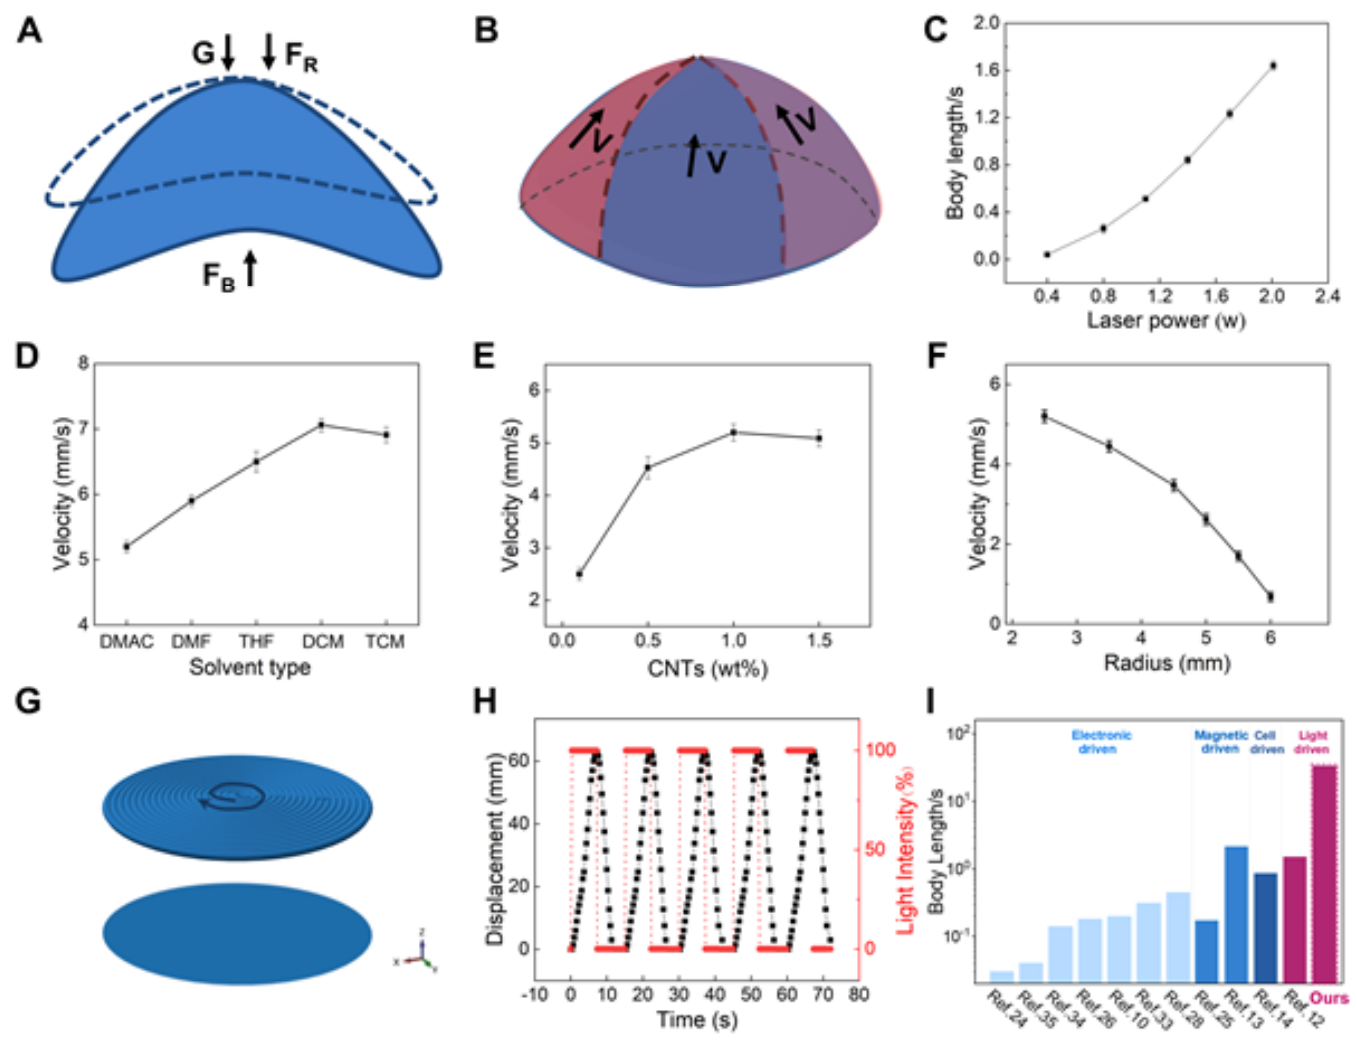 A
G
F_R
F_B
B
V
V
V
C
Body length/s
2.0
1.6
1.2
0.8
0.4
0.0
0.4 0.8 1.2 1.6 2.0 2.4
Laser power (w)
D
Velocity (mm/s)
8
7
6
5
4
DMAC DMF THF DCM TCM
Solvent type
E
Velocity (mm/s)
6
5
4
3
2
0.0 0.5 1.0 1.5
CNTs (wt%)
F
Velocity (mm/s)
6
4
2
0
2 3 4 5 6
Radius (mm)
G
z
x
Y
H
Displacement (mm)
60
40
20
0
-10 0 10 20 30 40 50 60 70 80
Time (s)
100
50
0
Light Intensity(%)
I
Body Length/s
10²
10¹
10⁰
10⁻¹
Electronic
driven
Magnetic
driven
Cell
driven
Light
driven
Ref.24
Ref.35
Ref.34
Ref.26
Ref.10
Ref.33
Ref.28
Ref.25
Ref.13
Ref.14
Ref.12
Ours